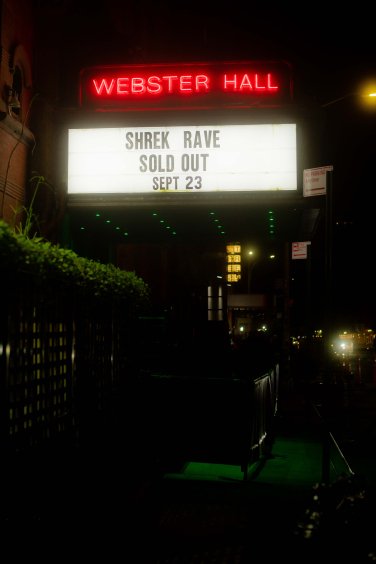 WEBSTER HALL
SHREK RAVE
SOLD OUT
SEPT 23